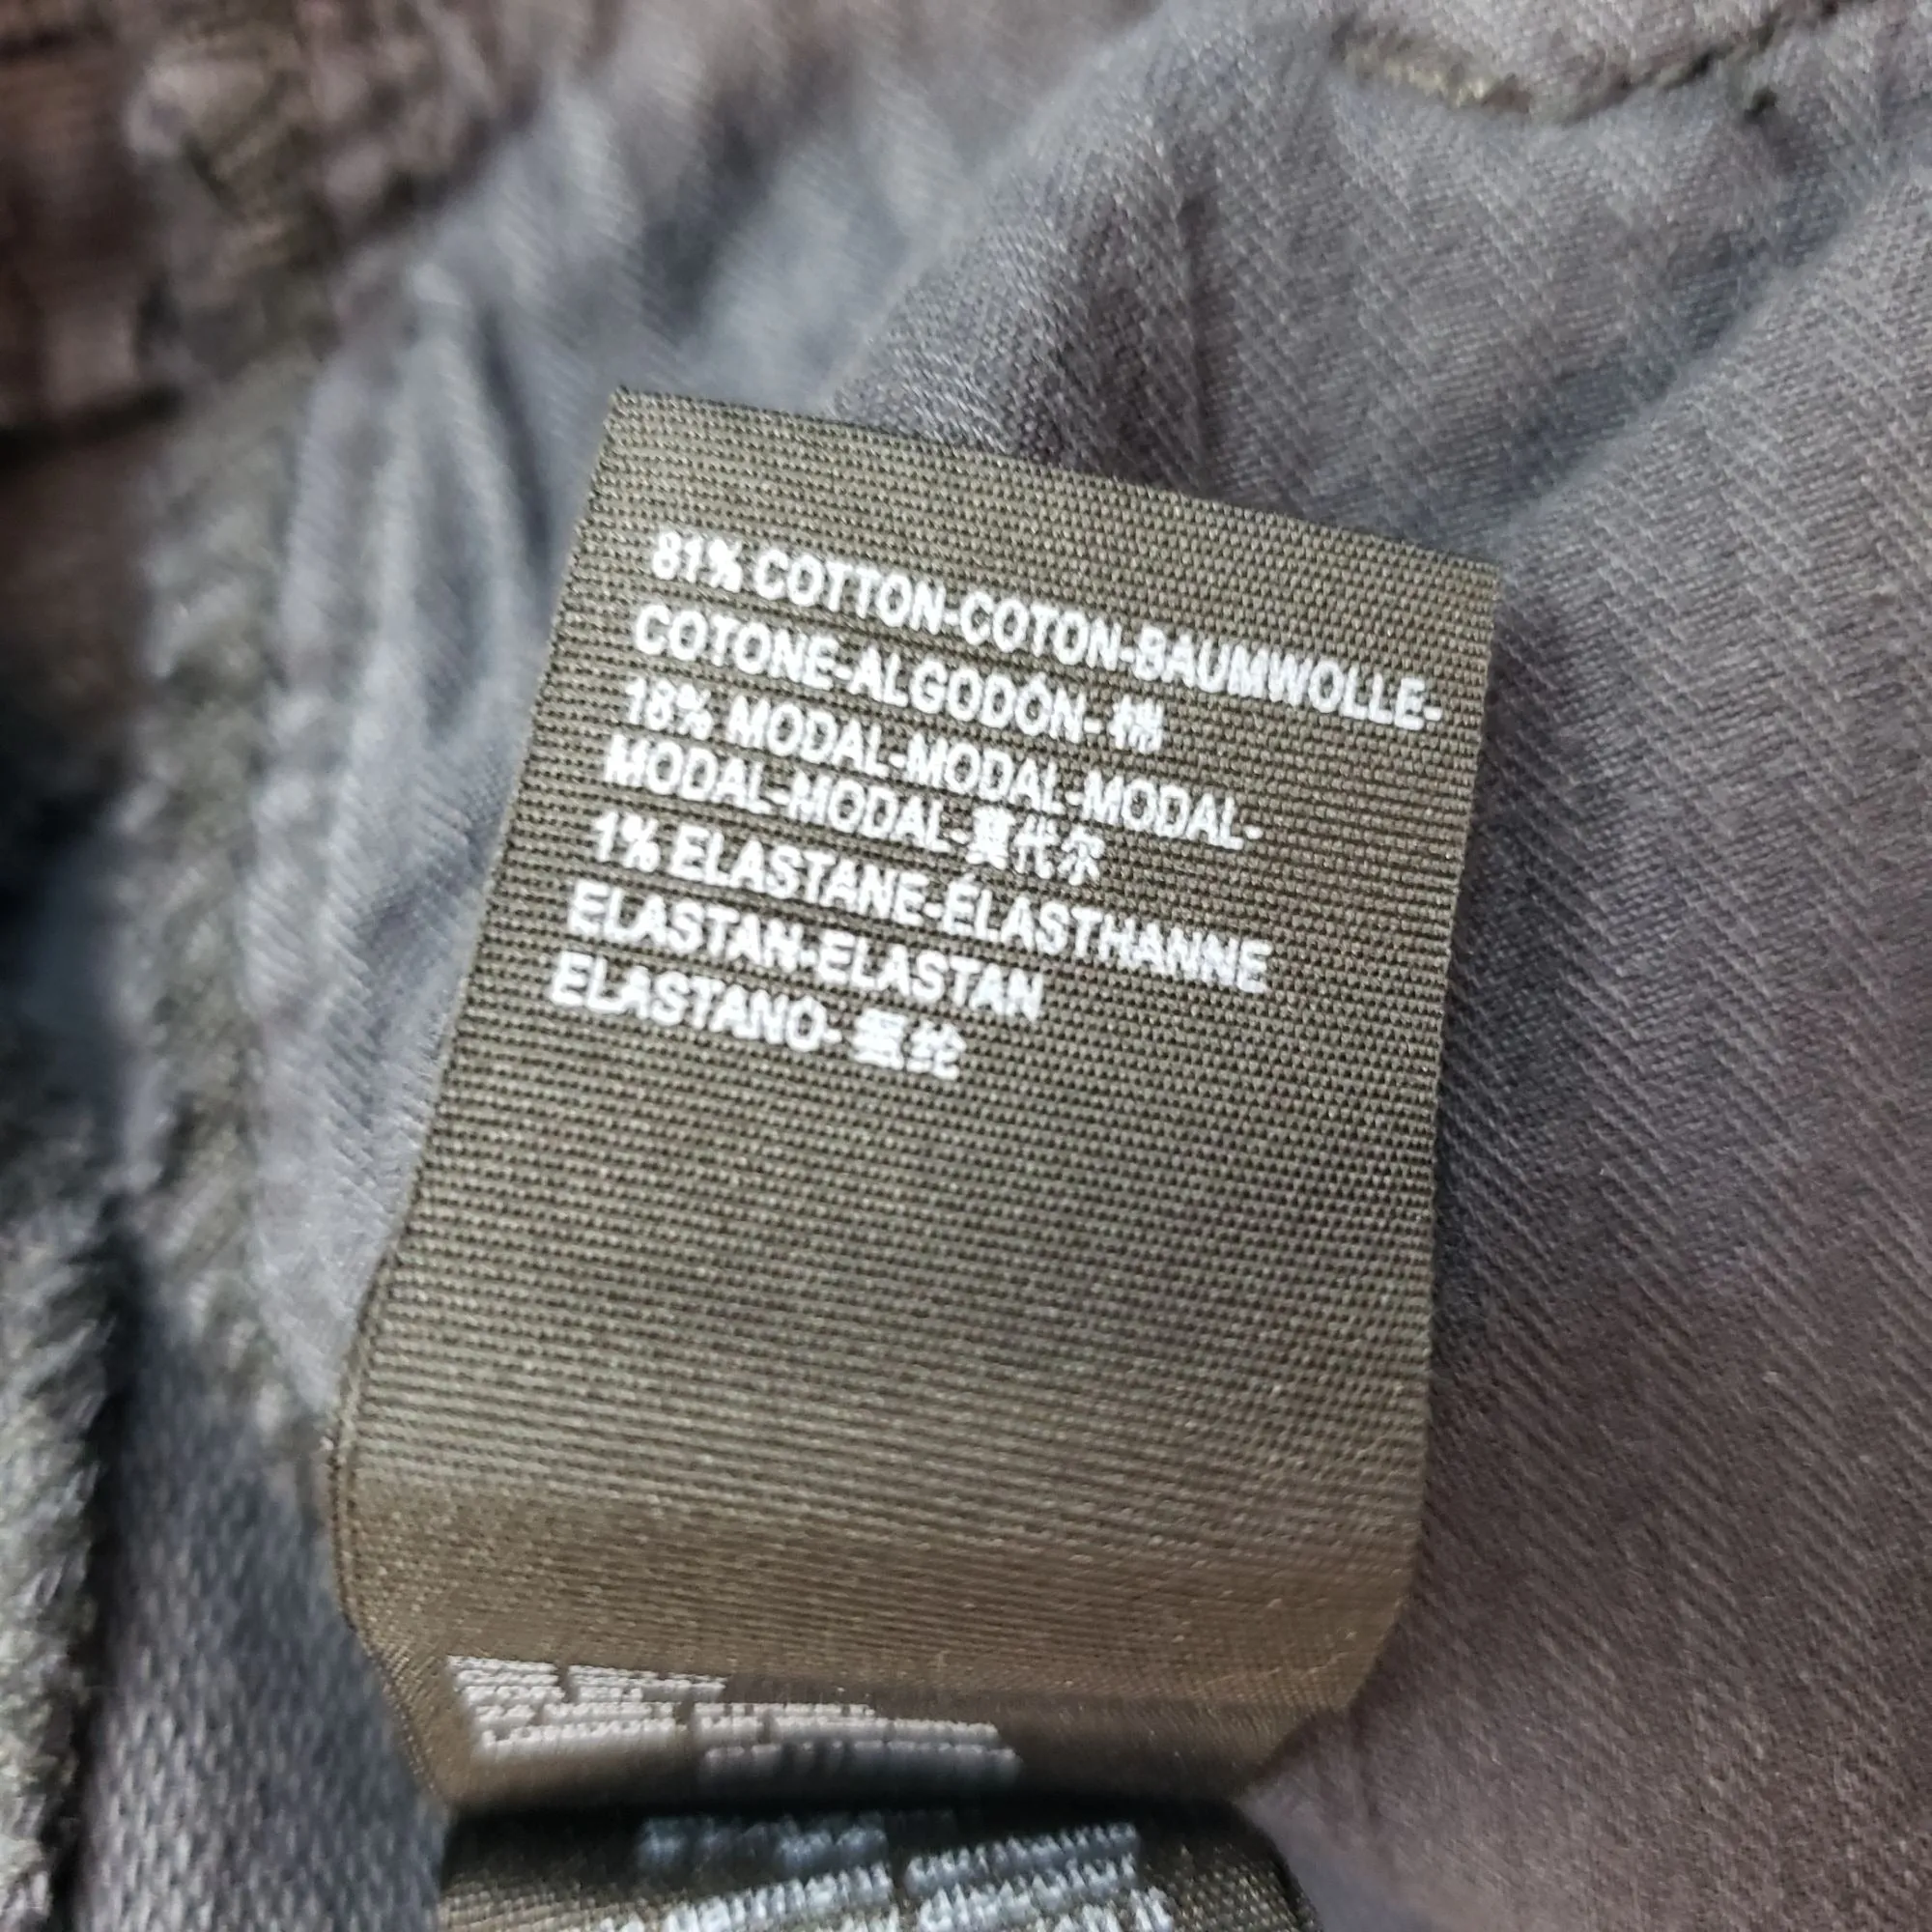 81% COTTON-COTON-BAUMWOLLE-
COTONE-ALGODÓN- 棉
18% MODAL-MODAL-MODAL-
MODAL-MODAL-莫代尔
1% ELASTANE-ÉLASTHANNE
ELASTAN-ELASTAN
ELASTANO- 氨纶